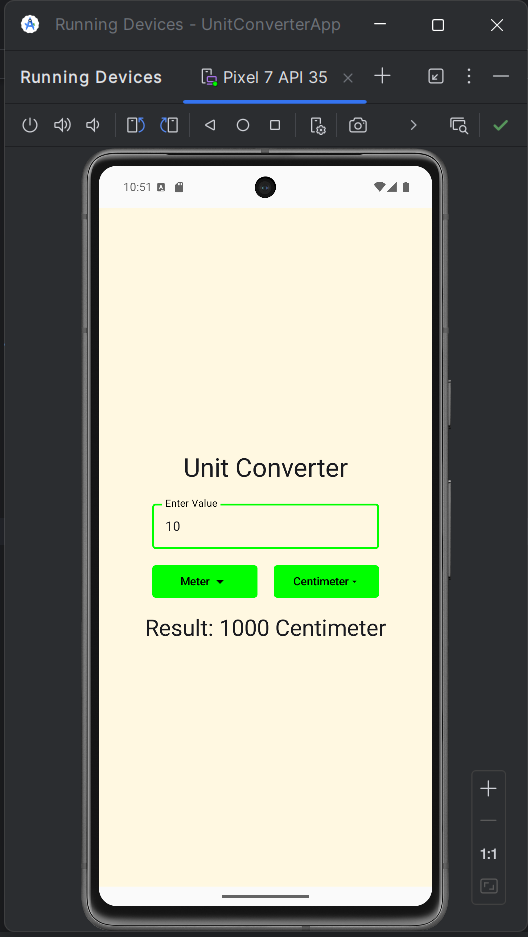 Running Devices - UnitConverterApp
Running Devices
Pixel 7 API 35
10:51
Unit Converter
Enter Value
10
Meter
Centimeter
Result: 1000 Centimeter
1:1